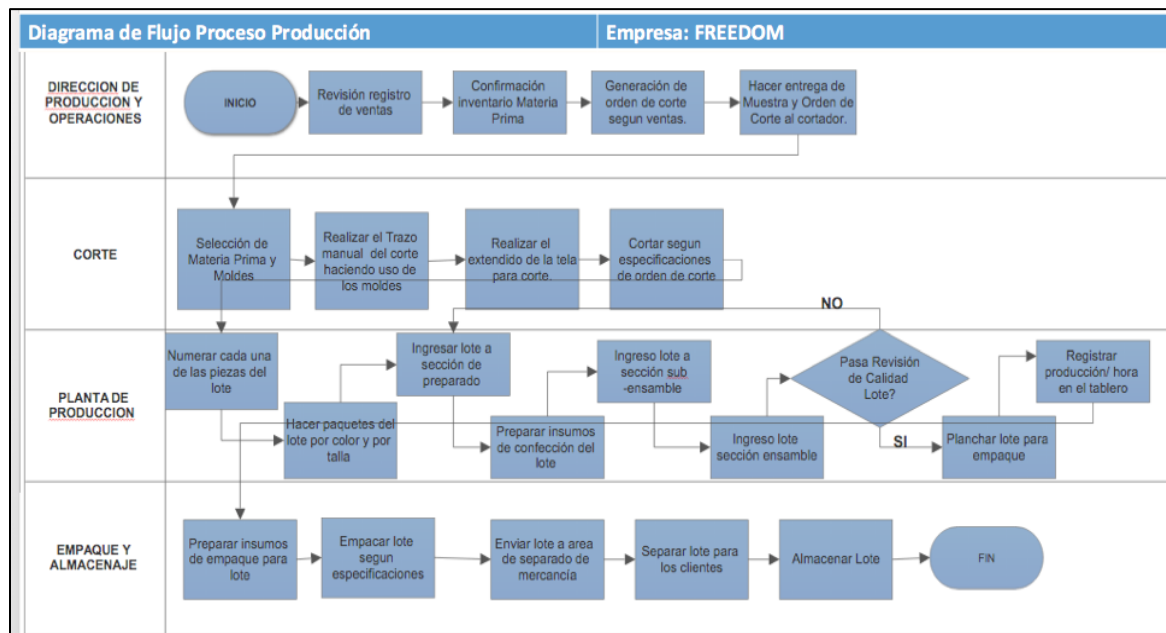 Diagrama de Flujo Proceso Producción
Empresa: FREEDOM
DIRECCION DE
PRODUCCION Y
OPERACIONES
INICIO
Revisión registro
de ventas
Confirmación
inventario Materia
Prima
Generación de
orden de corte
segun ventas.
Hacer entrega de
Muestra y Orden de
Corte al cortador.
CORTE
Selección de
Materia Prima y
Moldes
Realizar el Trazo
manual del corte
haciendo uso de
los moldes
Realizar el
extendido de la tela
para corte.
Cortar segun
especificaciones
de orden de corte
NO
PLANTA DE
PRODUCCION
Numerar cada una
de las piezas del
lote
Hacer paquetes del
lote por color y por
talla
Ingresar lote a
sección de
preparado
Preparar insumos
de confección del
lote
Ingreso lote a
sección sub
-ensamble
Ingreso lote
sección ensamble
Pasa Revisión
de Calidad
Lote?
SI
Planchar lote para
empaque
Registrar
producción/ hora
en el tablero
EMPAQUE Y
ALMACENAJE
Preparar insumos
de empaque para
lote
Empacar lote
segun
especificaciones
Enviar lote a area
de separado de
mercancía
Separar lote para
los clientes
Almacenar Lote
FIN